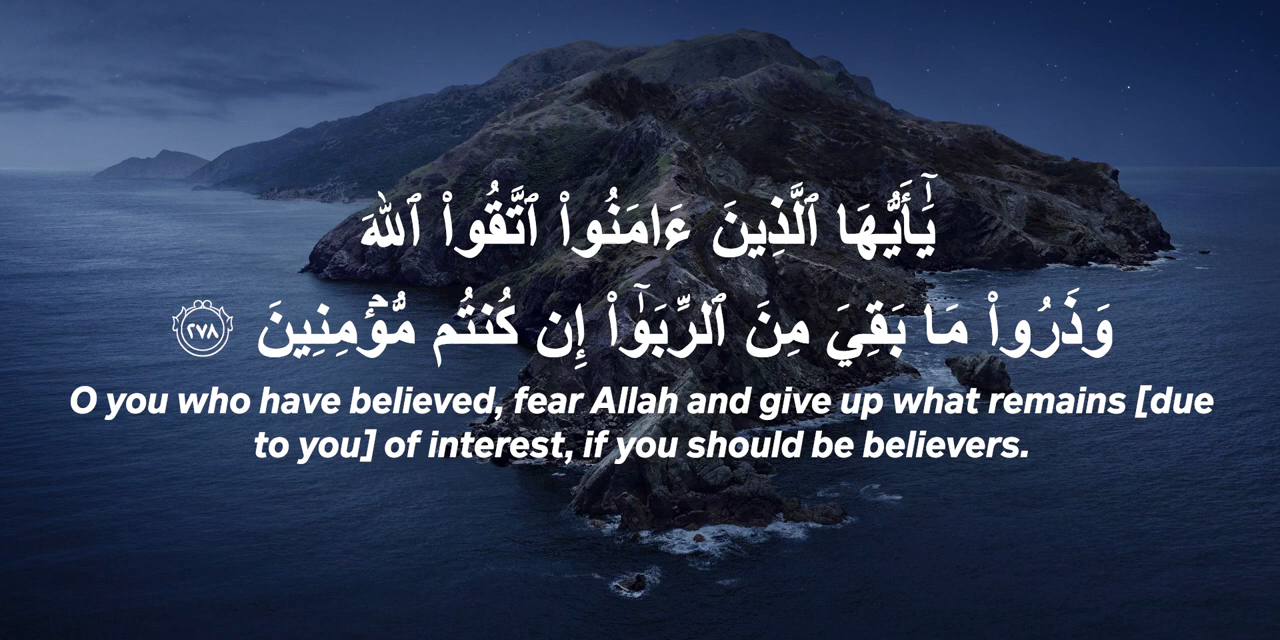 يَٰٓأَيُّهَا ٱلَّذِينَ ءَامَنُوا۟ ٱتَّقُوا۟ ٱللَّهَ
وَذَرُوا۟ مَا بَقِيَ مِنَ ٱلرِّبَوٰٓا۟ إِن كُنتُم مُّؤۡمِنِينَ ٢٧٨
O you who have believed, fear Allah and give up what remains [due
to you] of interest, if you should be believers.